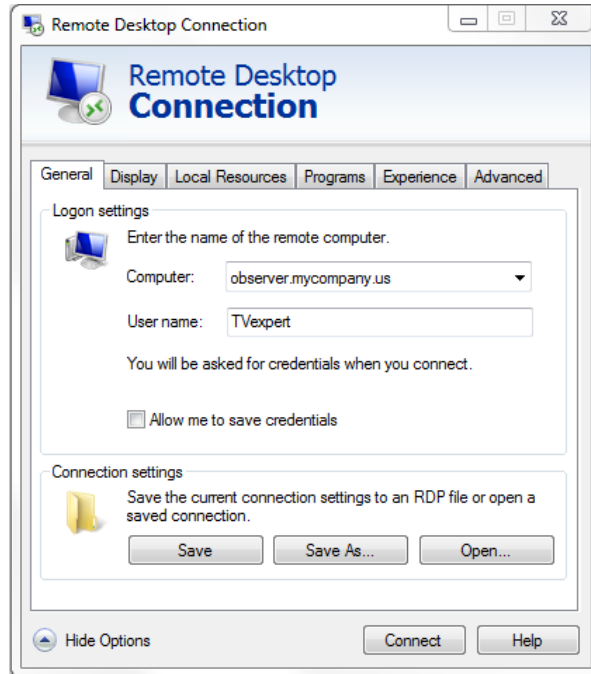 Remote Desktop Connection
Remote Desktop
Connection
General Display Local Resources Programs Experience Advanced
Logon settings
Enter the name of the remote computer.
Computer: observer.mycompany.us
User name: TVexpert
You will be asked for credentials when you connect.
Allow me to save credentials
Connection settings
Save the current connection settings to an RDP file or open a
saved connection.
Save Save As... Open...
Hide Options Connect Help